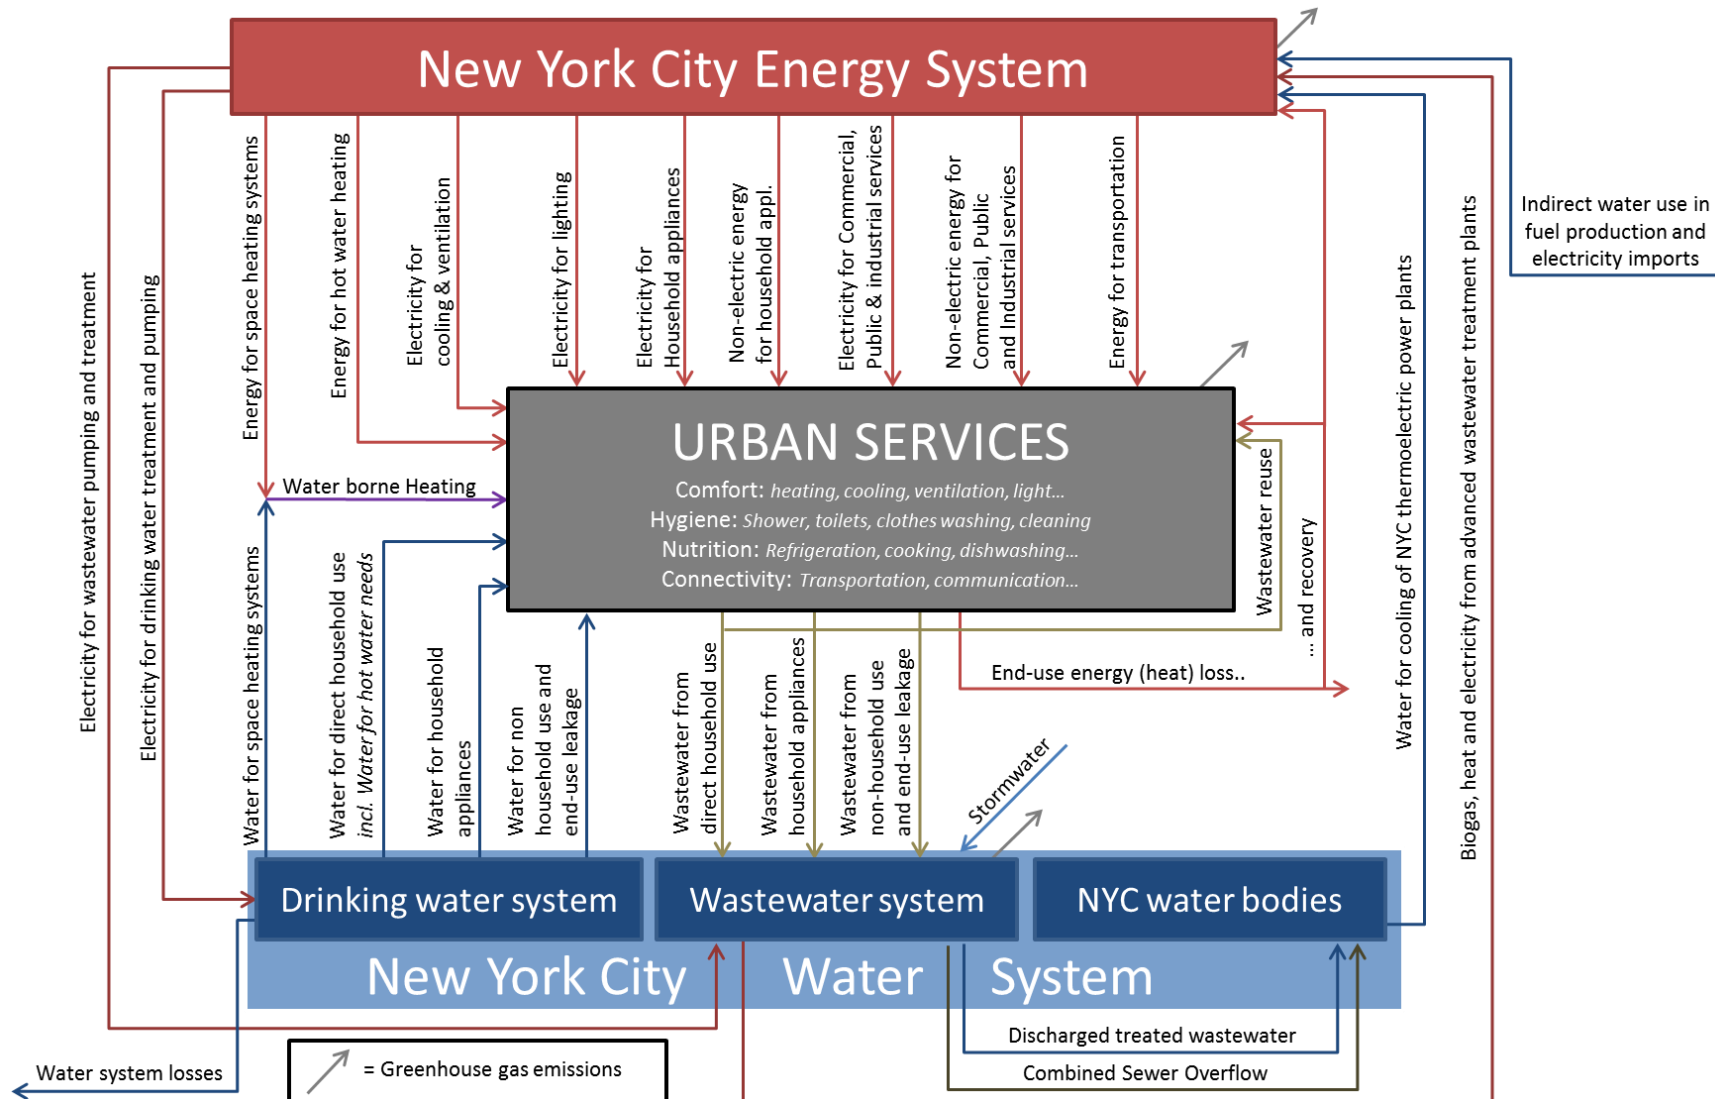 New York City Energy System
Electricity for wastewater pumping and treatment
Electricity for drinking water treatment and pumping
Energy for space heating systems
Energy for hot water heating
Electricity for
cooling & ventilation
Electricity for lighting
Electricity for
Household appliances
Non-electric energy
for household appl.
Electricity for Commercial,
Public & industrial services
Non-electric energy for
Commercial, Public
and Industrial services
Energy for transportation
Water for cooling of NYC thermoelectric power plants
Biogas, heat and electricity from advanced wastewater treatment plants
Indirect water use in
fuel production and
electricity imports
URBAN SERVICES
Comfort: heating, cooling, ventilation, light...
Hygiene: Shower, toilets, clothes washing, cleaning
Nutrition: Refrigeration, cooking, dishwashing...
Connectivity: Transportation, communication...
Water borne Heating
Wastewater reuse
... and recovery
End-use energy (heat) loss..
Water for space heating systems
Water for direct household use
incl. Water for hot water needs
Water for household
appliances
Water for non
household use and
end-use leakage
Wastewater from
direct household use
Wastewater from
household appliances
Wastewater from
non-household use
and end-use leakage
Stormwater
Drinking water system
Wastewater system
NYC water bodies
New York City Water System
Discharged treated wastewater
Combined Sewer Overflow
Water system losses
= Greenhouse gas emissions